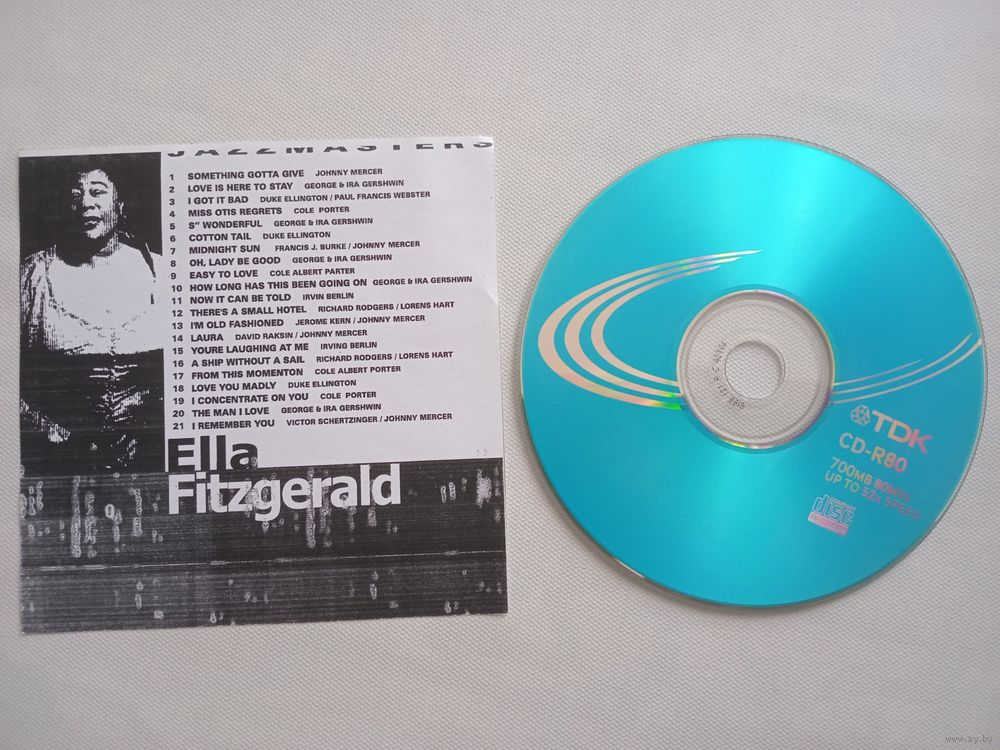 JAZZMASTERS
1 SOMETHING GOTTA GIVE JOHNNY MERCER
2 LOVE IS HERE TO STAY GEORGE & IRA GERSHWIN
3 I GOT IT BAD DUKE ELLINGTON / PAUL FRANCIS WEBSTER
4 MISS OTIS REGRETS COLE PORTER
5 S" WONDERFUL GEORGE & IRA GERSHWIN
6 COTTON TAIL DUKE ELLINGTON
7 MIDNIGHT SUN FRANCIS J. BURKE / JOHNNY MERCER
8 OH, LADY BE GOOD GEORGE & IRA GERSHWIN
9 EASY TO LOVE COLE ALBERT PARTER
10 HOW LONG HAS THIS BEEN GOING ON GEORGE & IRA GERSHWIN
11 NOW IT CAN BE TOLD IRVIN BERLIN
12 THERE'S A SMALL HOTEL RICHARD RODGERS / LORENS HART
13 I'M OLD FASHIONED JEROME KERN / JOHNNY MERCER
14 LAURA DAVID RAKSIN / JOHNNY MERCER
15 YOURE LAUGHING AT ME IRVING BERLIN
16 A SHIP WITHOUT A SAIL RICHARD RODGERS / LORENS HART
17 FROM THIS MOMENTON COLE ALBERT PORTER
18 LOVE YOU MADLY DUKE ELLINGTON
19 I CONCENTRATE ON YOU COLE PORTER
20 THE MAN I LOVE GEORGE & IRA GERSHWIN
21 I REMEMBER YOU VICTOR SCHERTZINGER / JOHNNY MERCER
Ella
Fitzgerald
TDK
CD-R80
700MB 80MIN
UP TO 52x SPEED
disc
www.ay.by